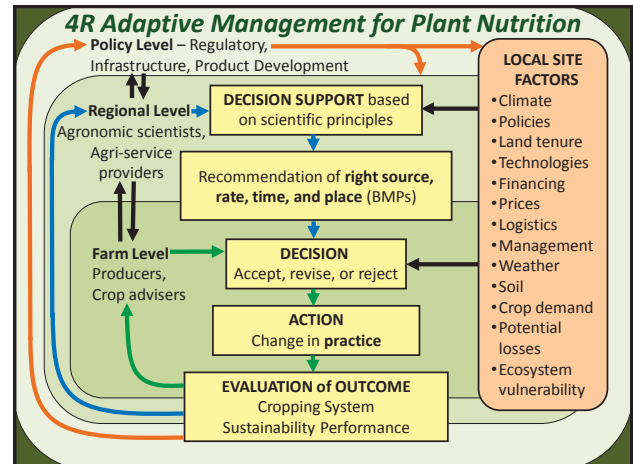 4R Adaptive Management for Plant Nutrition
Policy Level – Regulatory,
Infrastructure, Product Development
Regional Level
Agronomic scientists,
Agri-service
providers
DECISION SUPPORT based
on scientific principles
Recommendation of right source,
rate, time, and place (BMPs)
Farm Level
Producers,
Crop advisers
DECISION
Accept, revise, or reject
ACTION
Change in practice
EVALUATION of OUTCOME
Cropping System
Sustainability Performance
LOCAL SITE
FACTORS
•Climate
•Policies
•Land tenure
•Technologies
•Financing
•Prices
•Logistics
•Management
•Weather
•Soil
•Crop demand
•Potential
losses
•Ecosystem
vulnerability